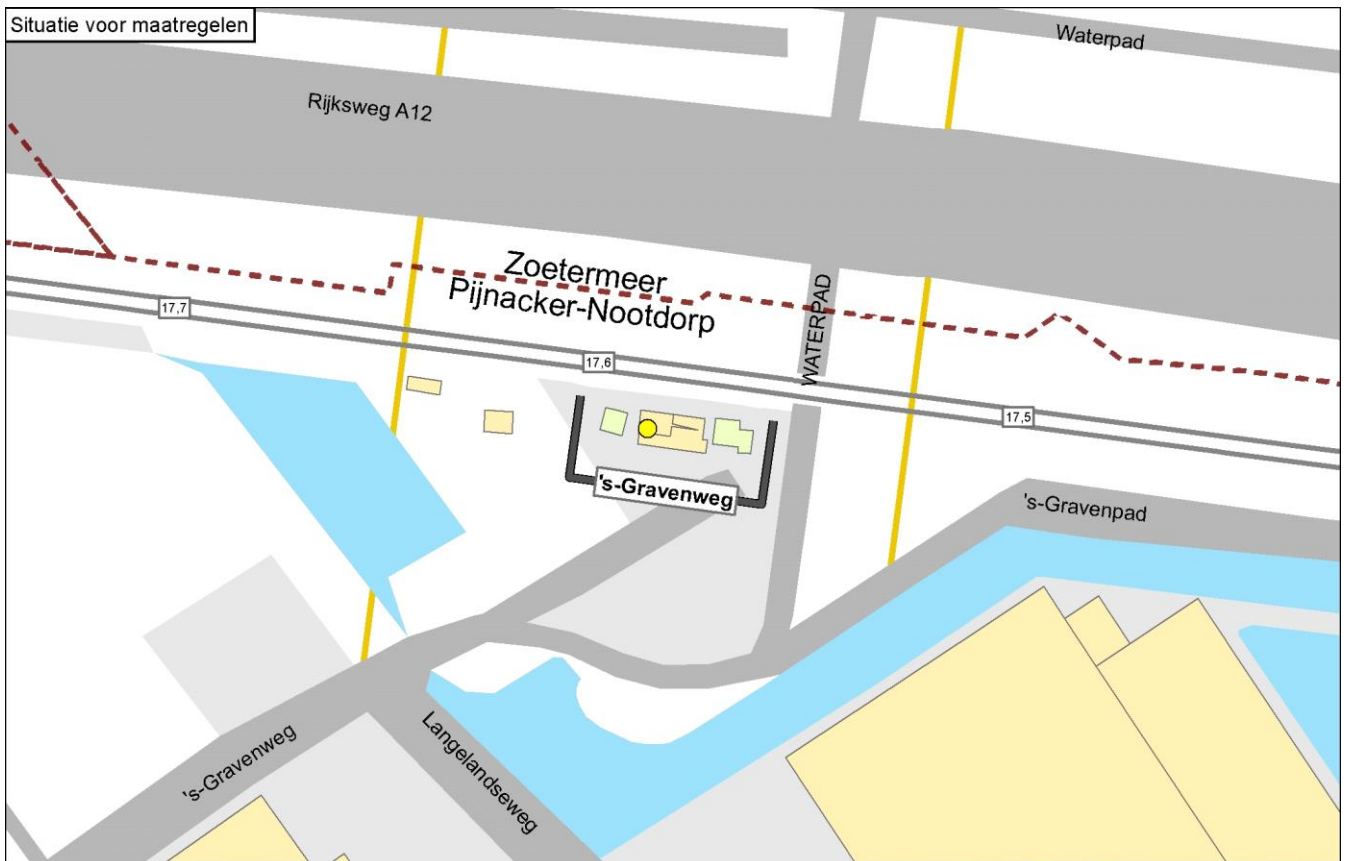 Situatie voor maatregelen
Waterpad
Rijksweg A12
Zoetermeer
Pijnacker-Nootdorp
WATERPAD
17,7
17,6
17,5
's-Gravenweg
's-Gravenpad
's-Gravenweg
Langelandseweg